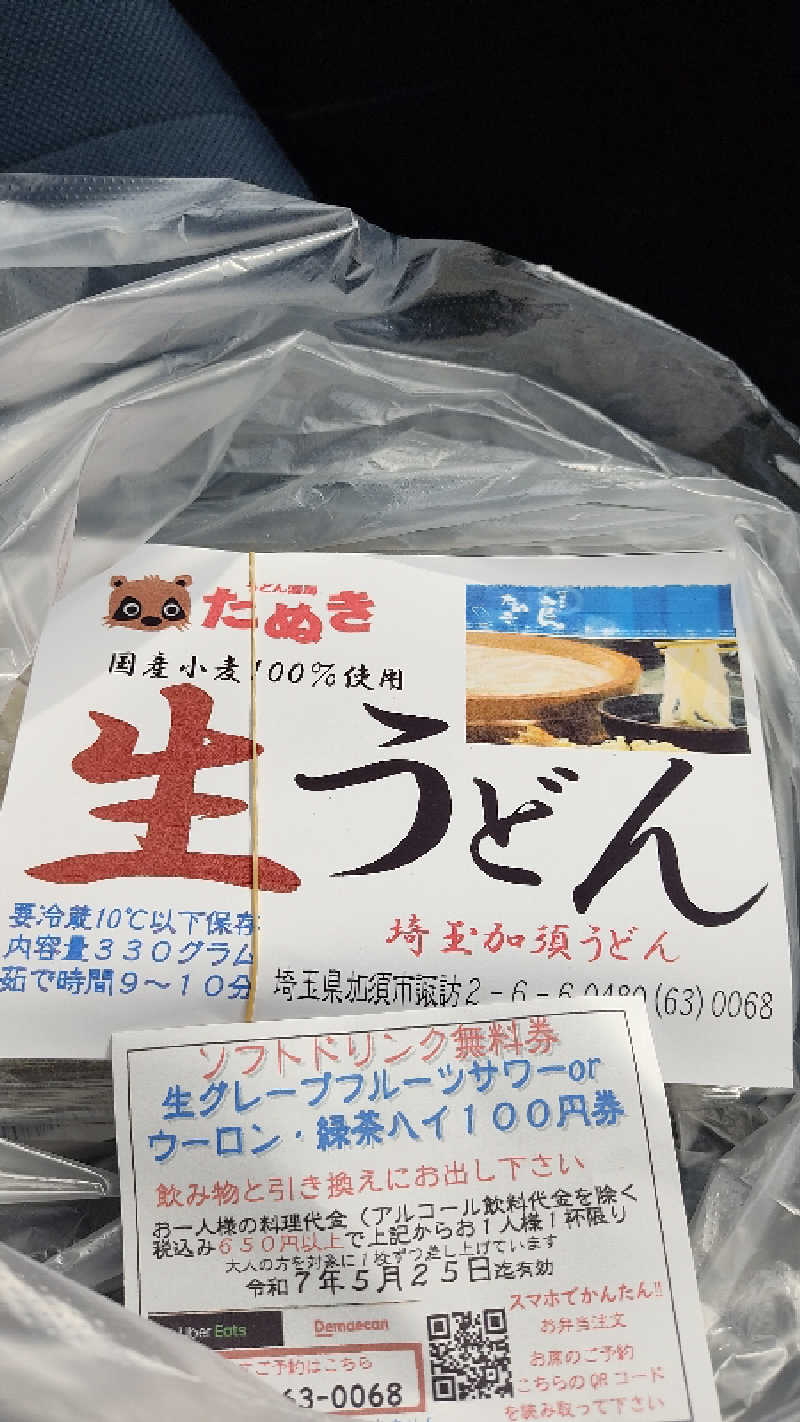 うどん
たぬき
国産小麦100%使用
生うどん
要冷蔵10℃以下保存
内容量330グラム
茹で時間9〜10分
埼玉加須うどん
埼玉県加須市諏訪2-6-6 0480(63)0068
ソフトドリンク無料券
生グレープフルーツサワーor
ウーロン・緑茶ハイ100円券
飲み物と引き換えにお出し下さい
お一人様の料理代金(アルコール飲料代金を除く
税込み650円以上で上記からお1人様1杯限り
大人の方を対象に1枚ずつ差し上げています
令和7年5月25日迄有効
Uber Eats
Demaecan
ご予約はこちら
63-0068
スマホでかんたん!!
お弁当注文
お席のご予約
こちらのQRコード
を読み取って下さい